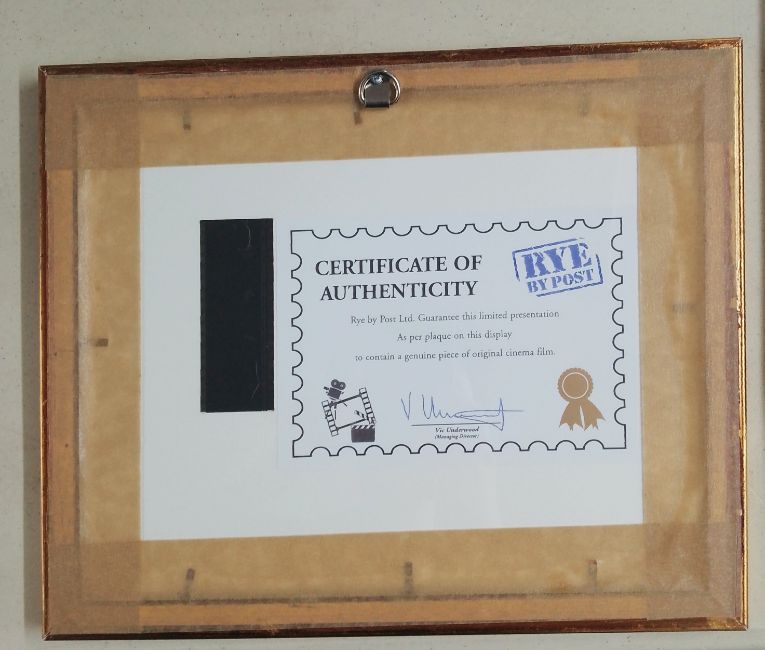 CERTIFICATE OF
AUTHENTICITY
RYE
BY POST
Rye by Post Ltd. Guarantee this limited presentation
As per plaque on this display
to contain a genuine piece of original cinema film.
V Underwood
Vic Underwood
(Managing Director)